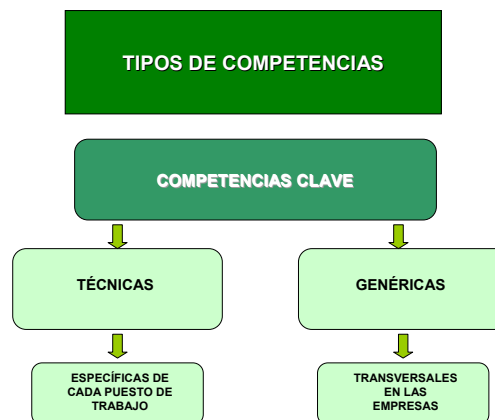 TIPOS DE COMPETENCIAS
COMPETENCIAS CLAVE
TÉCNICAS
GENÉRICAS
ESPECÍFICAS DE
CADA PUESTO DE
TRABAJO
TRANSVERSALES
EN LAS
EMPRESAS